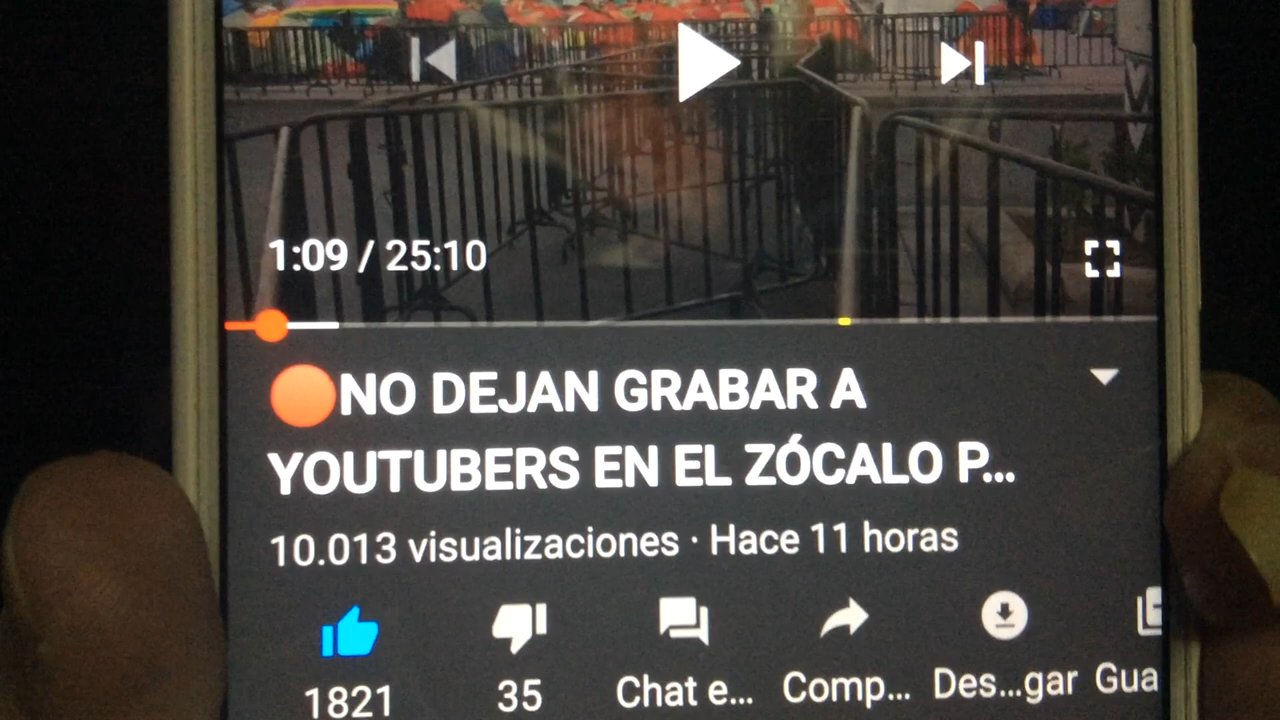 1:09 / 25:10
NO DEJAN GRABAR A
YOUTUBERS EN EL ZÓCALO P...
10.013 visualizaciones · Hace 11 horas
1821 35 Chat e... Comp... Des...gar Gua